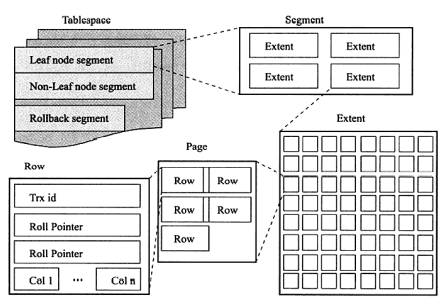 Tablespace
Segment
Leaf node segment
Extent Extent
Non-Leaf node segment
Extent Extent
Rollback segment
Extent
Page
Row
Row Row
Trx id
Row Row
Roll Pointer
Row
Roll Pointer
Col 1 ... Col n